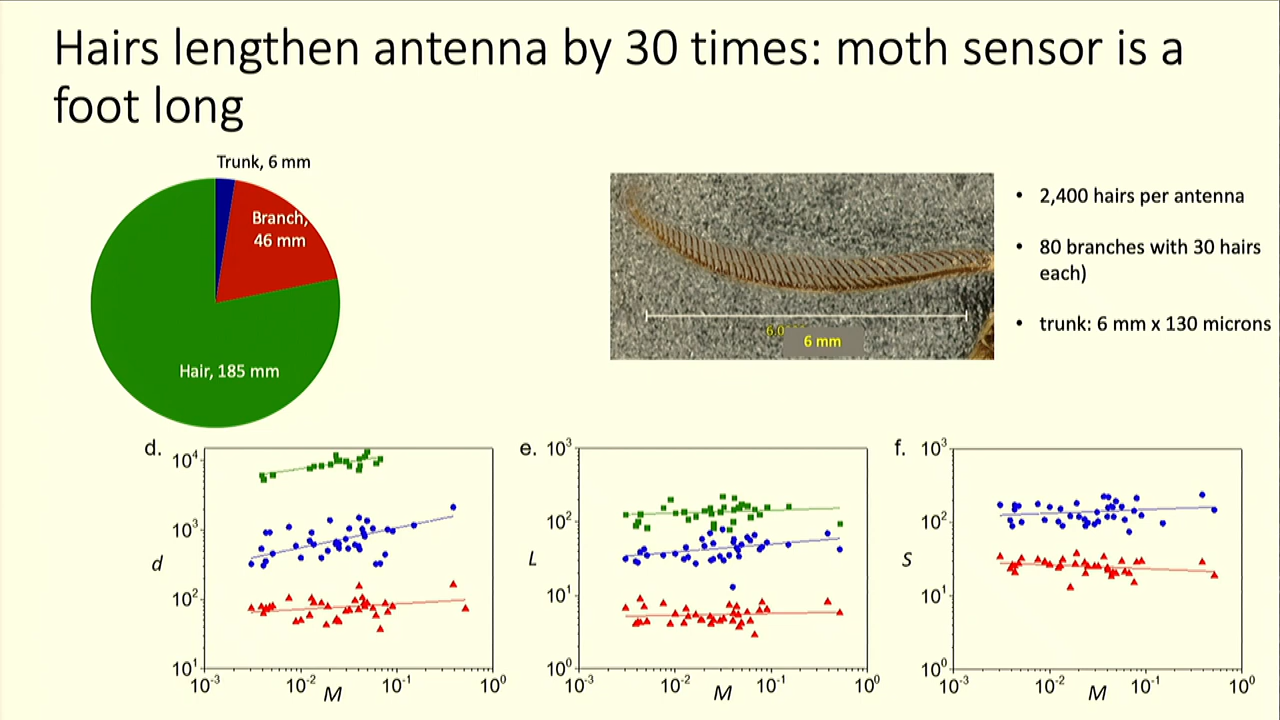 Hairs lengthen antenna by 30 times: moth sensor is a
foot long
Trunk, 6 mm
Branch,
46 mm
Hair, 185 mm
6.0
6 mm
• 2,400 hairs per antenna
• 80 branches with 30 hairs
each)
• trunk: 6 mm x 130 microns
d.
10⁴
10³
10²
10¹
d
10⁻³
10⁻²
10⁻¹
10⁰
M
e.
10³
10²
10¹
10⁰
L
10⁻³
10⁻²
10⁻¹
10⁰
M
f.
10³
10²
10¹
10⁰
S
10⁻³
10⁻²
10⁻¹
10⁰
M